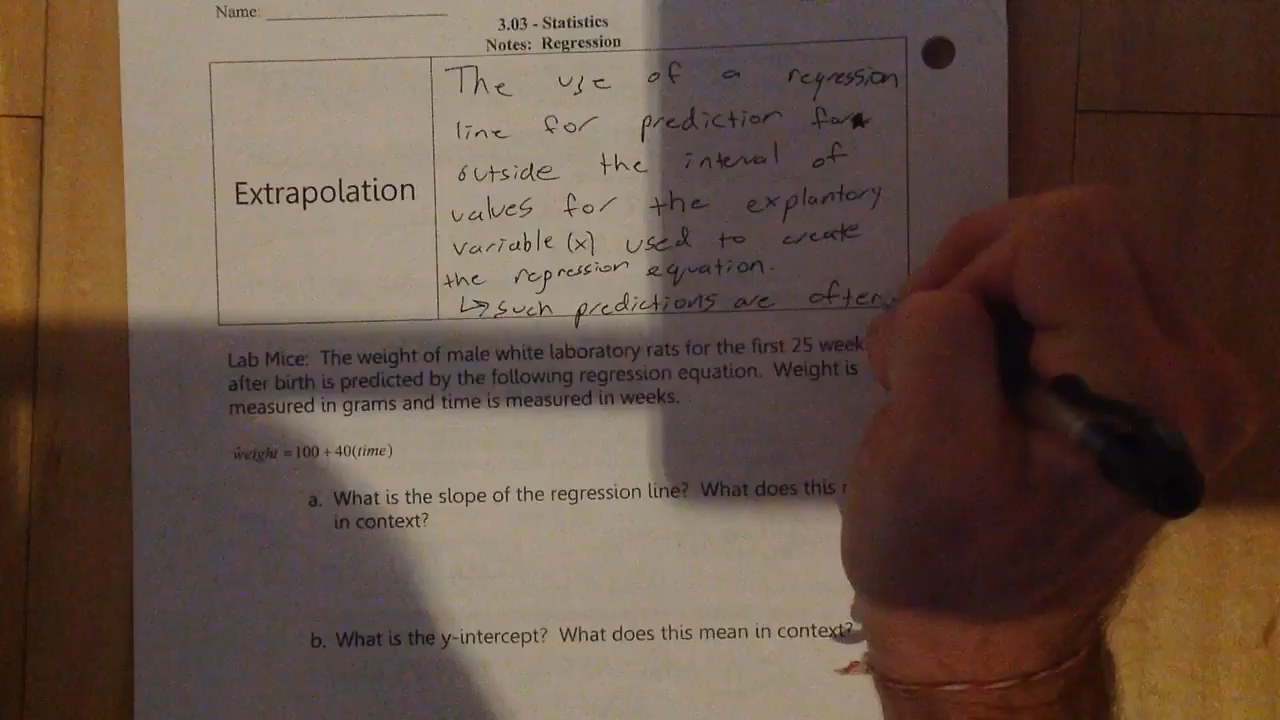 Name:
3.03 - Statistics
Notes: Regression
Extrapolation
The use of a regression
line for prediction far
outside the interval of
values for the explantory
variable (x) used to create
the regression equation.
↳ such predictions are often
Lab Mice: The weight of male white laboratory rats for the first 25 week
after birth is predicted by the following regression equation. Weight is
measured in grams and time is measured in weeks.
weight = 100 + 40(time)
a. What is the slope of the regression line? What does this
in context?
b. What is the y-intercept? What does this mean in context?